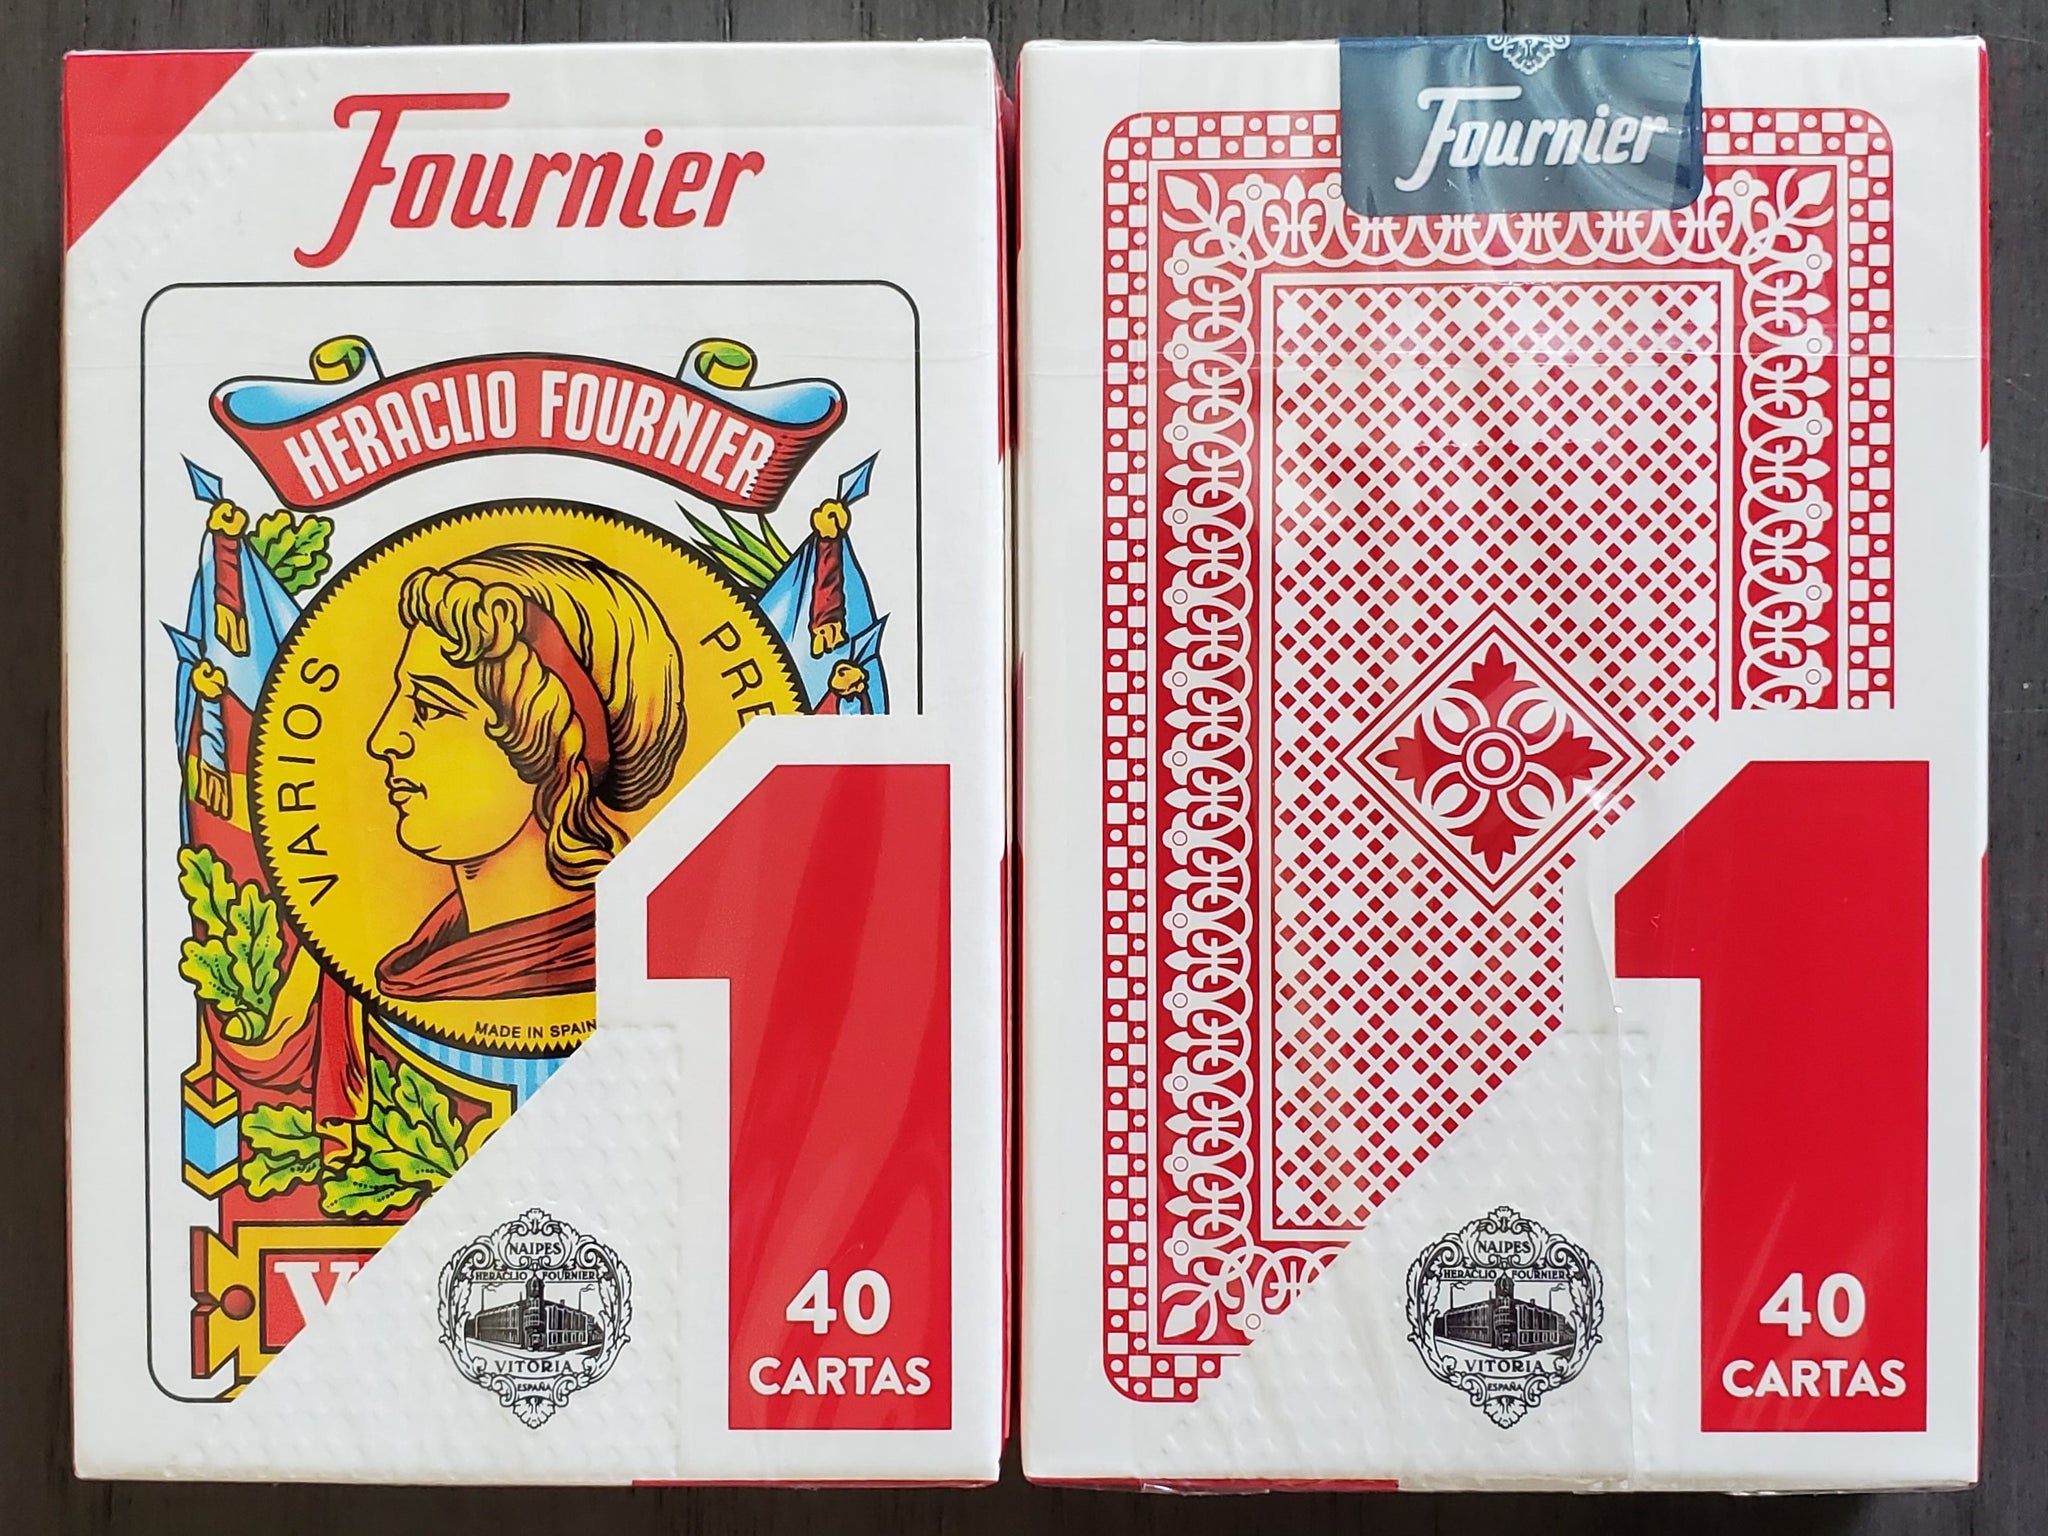 Fournier
HERACLIO FOURNIER
VARIOS
PRE
MADE IN SPAIN
1
NAIPES
HERACLIO FOURNIER
VITORIA
ESPAÑA
40
CARTAS
Fournier
1
NAIPES
HERACLIO FOURNIER
VITORIA
ESPAÑA
40
CARTAS